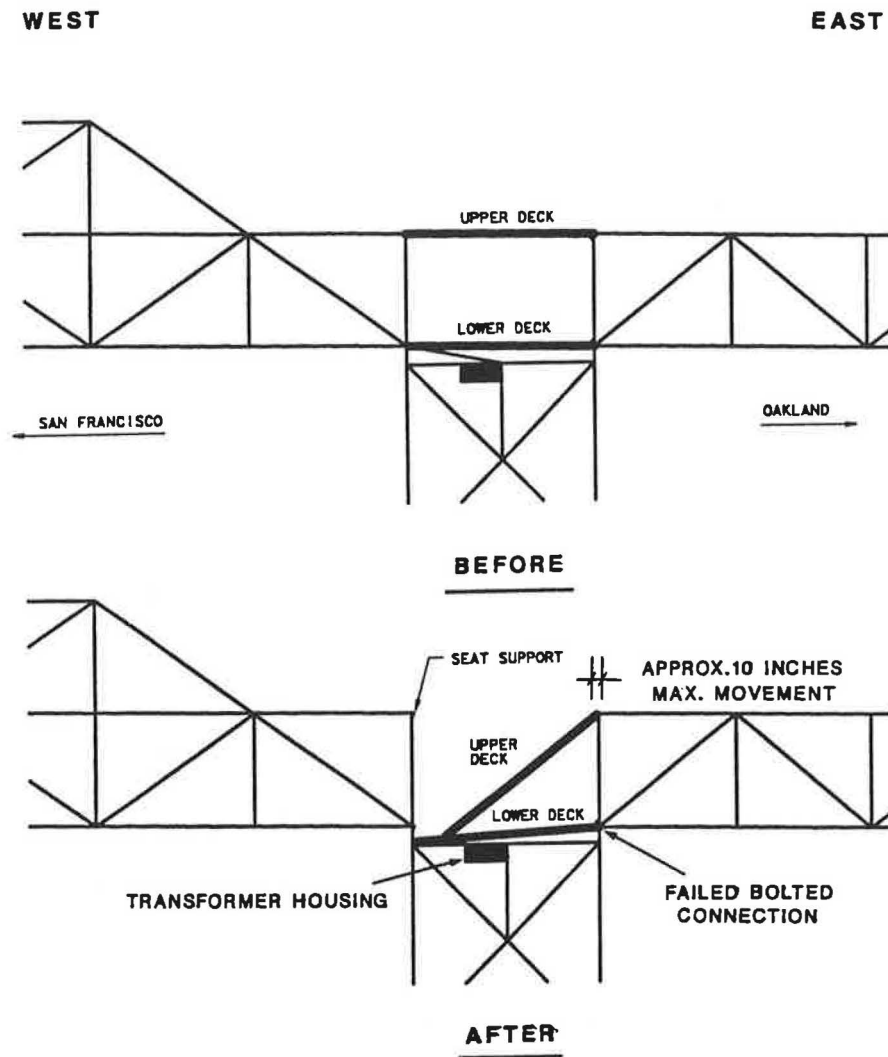 WEST
EAST
UPPER DECK
LOWER DECK
SAN FRANCISCO
OAKLAND
BEFORE
SEAT SUPPORT
APPROX.10 INCHES
MAX. MOVEMENT
UPPER
DECK
LOWER DECK
TRANSFORMER HOUSING
FAILED BOLTED
CONNECTION
AFTER